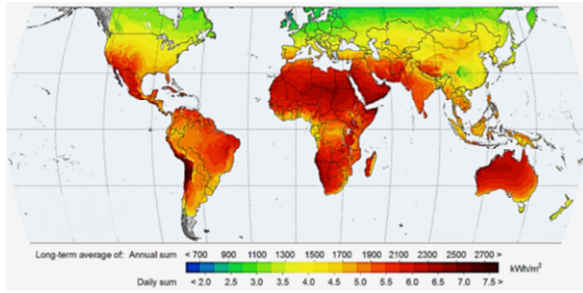 Long-term average of: Annual sum < 700 900 1100 1300 1500 1700 1900 2100 2300 2500 2700 >
kWh/m²
Daily sum < 2.0 2.5 3.0 3.5 4.0 4.5 5.0 5.5 6.0 6.5 7.0 7.5 >